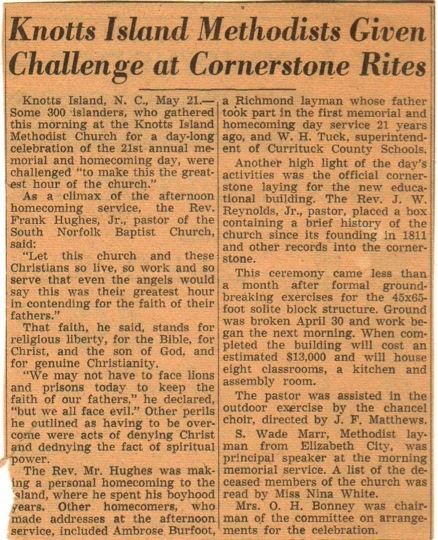 Knotts Island Methodists Given
Challenge at Cornerstone Rites
Knotts Island, N. C., May 21.—
Some 300 islanders, who gathered
this morning at the Knotts Island
Methodist Church for a day-long
celebration of the 21st annual me-
morial and homecoming day, were
challenged "to make this the great-
est hour of the church."
As a climax of the afternoon
homecoming service, the Rev.
Frank Hughes, Jr., pastor of the
South Norfolk Baptist Church,
said:
"Let this church and these
Christians so live, so work and so
serve that even the angels would
say this was their greatest hour
in contending for the faith of their
fathers."
That faith, he said, stands for
religious liberty, for the Bible, for
Christ, and the son of God, and
for genuine Christianity.
"We may not have to face lions
and prisons today to keep the
faith of our fathers," he declared,
"but we all face evil." Other perils
he outlined as having to be over-
come were acts of denying Christ
and dednying the fact of spiritual
power.
The Rev. Mr. Hughes was mak-
ing a personal homecoming to the
island, where he spent his boyhood
years. Other homecomers, who
made addresses at the afternoon
service, included Ambrose Burfoot,
a Richmond layman whose father
took part in the first memorial and
homecoming day service 21 years
ago, and W. H. Tuck, superintend-
ent of Currituck County Schools.
Another high light of the day's
activities was the official corner-
stone laying for the new educa-
tional building. The Rev. J. W.
Reynolds, Jr., pastor, placed a box
containing a brief history of the
church since its founding in 1811
and other records into the corner-
stone.
This ceremony came less than
a month after formal ground-
breaking exercises for the 45x65-
foot solite block structure. Ground
was broken April 30 and work be-
gan the next morning. When com-
pleted the building will cost an
estimated $13,000 and will house
eight classrooms, a kitchen and
assembly room.
The pastor was assisted in the
outdoor exercise by the chancel
choir, directed by J. F. Matthews.
S. Wade Marr, Methodist lay-
man from Elizabeth City, was
principal speaker at the morning
memorial service. A list of the de-
ceased members of the church was
read by Miss Nina White.
Mrs. O. H. Bonney was chair-
man of the committee on arrange-
ments for the celebration.